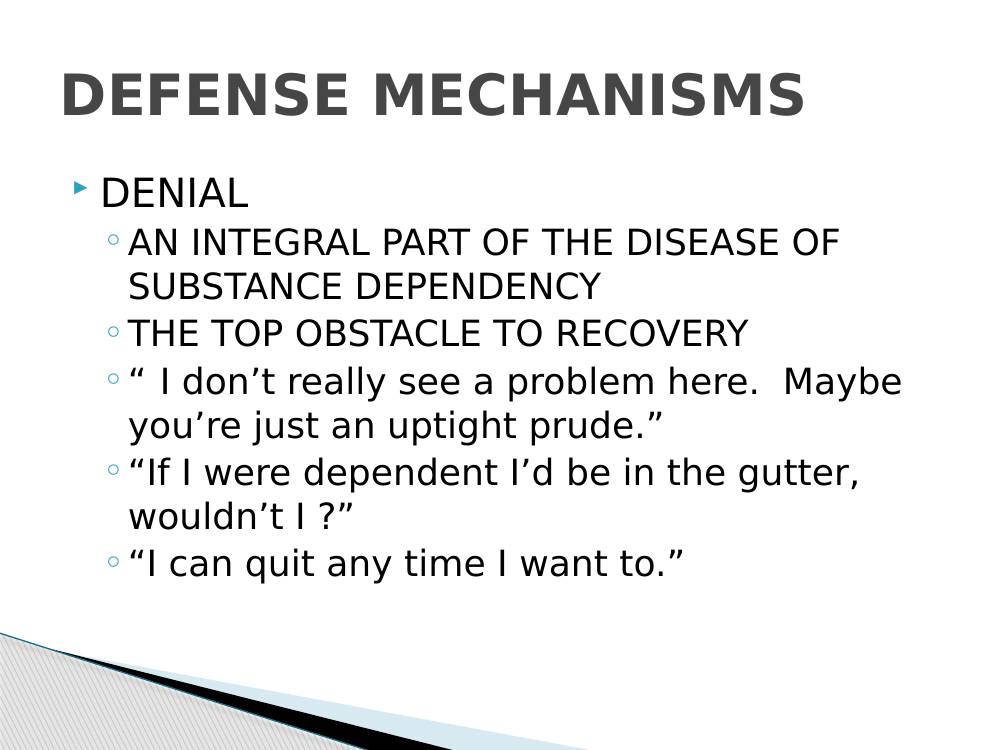 DEFENSE MECHANISMS
DENIAL
AN INTEGRAL PART OF THE DISEASE OF
SUBSTANCE DEPENDENCY
THE TOP OBSTACLE TO RECOVERY
“ I don’t really see a problem here.  Maybe
you’re just an uptight prude.”
“If I were dependent I’d be in the gutter,
wouldn’t I ?”
“I can quit any time I want to.”